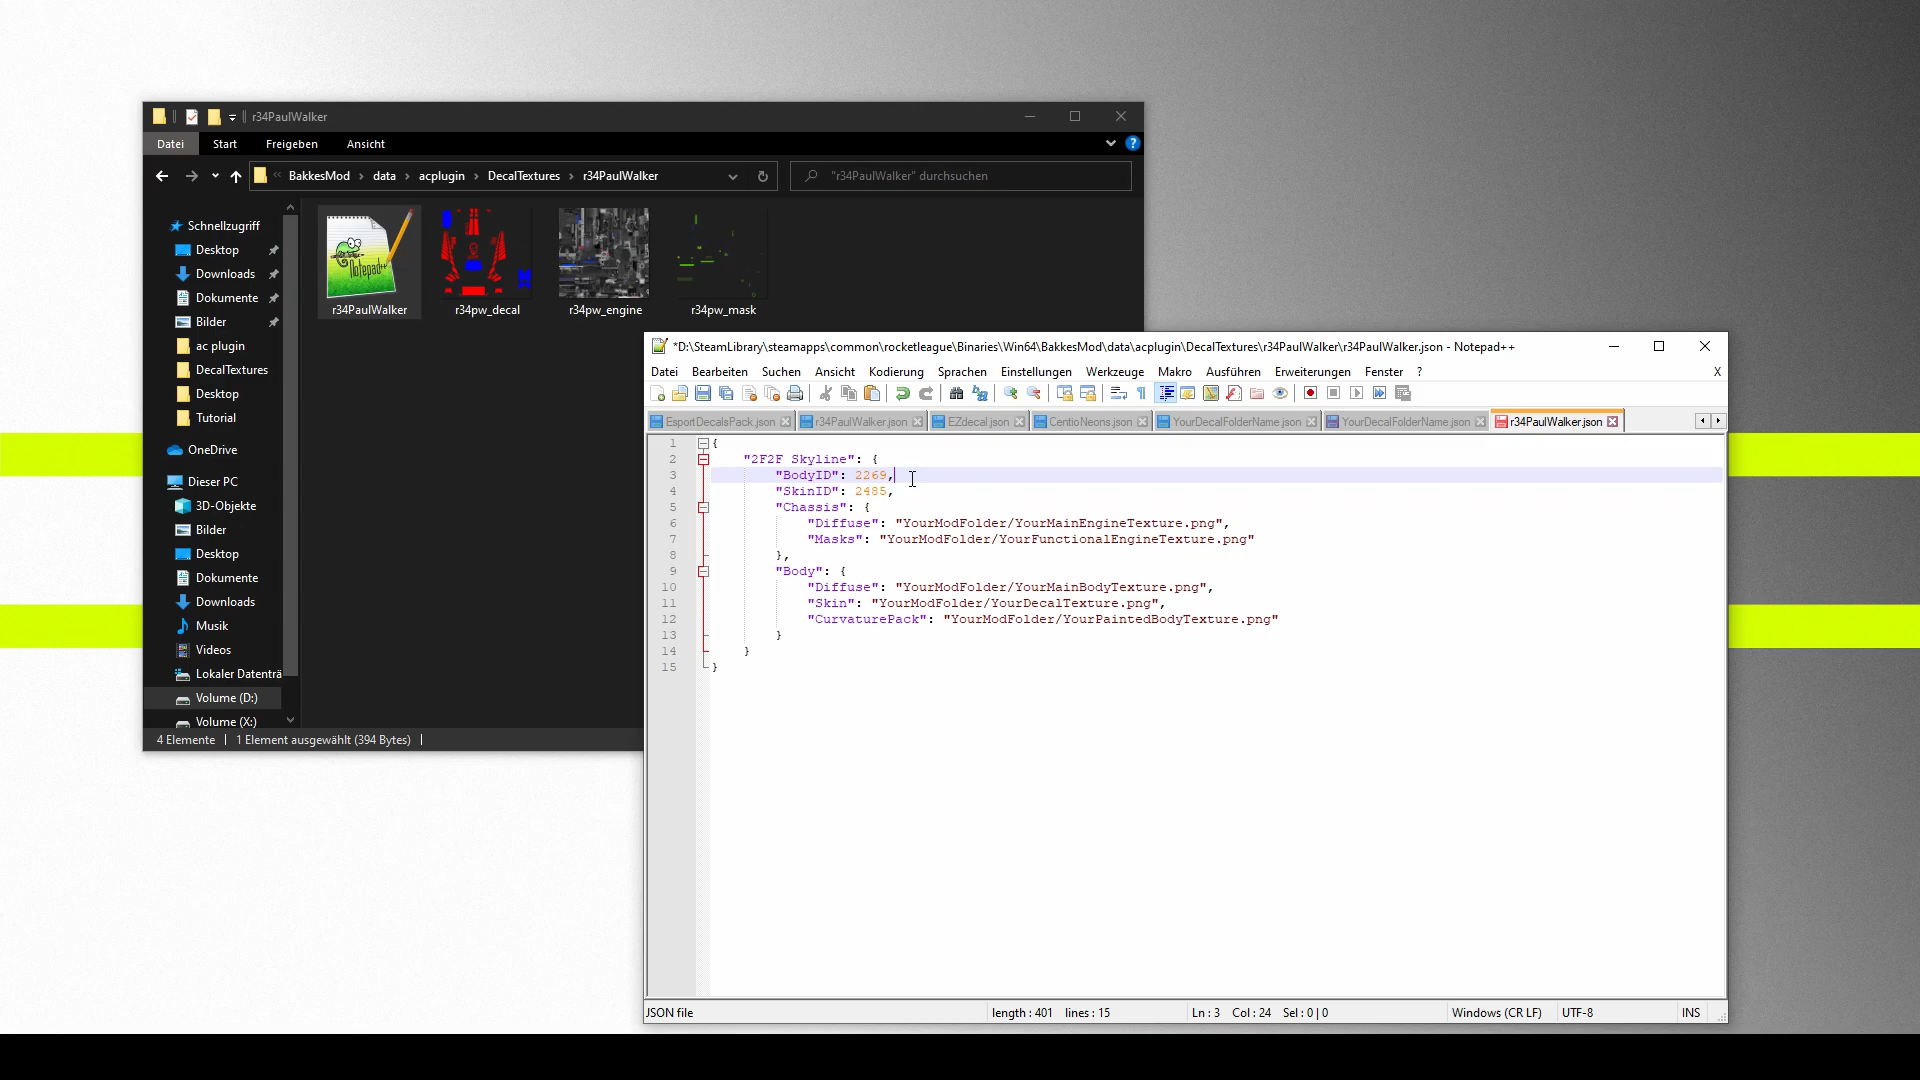 r34PaulWalker
Datei Start Freigeben Ansicht
BakkesMod data acplugin DecalTextures r34PaulWalker
"r34PaulWalker" durchsuchen
Schnellzugriff
Desktop
Downloads
Dokumente
Bilder
ac plugin
DecalTextures
Desktop
Tutorial
OneDrive
Dieser PC
3D-Objekte
Bilder
Desktop
Dokumente
Downloads
Musik
Videos
Lokaler Datenträ
Volume (D:)
Volume (X:)
Notepad++
r34PaulWalker r34pw_decal r34pw_engine r34pw_mask
4 Elemente 1 Element ausgewählt (394 Bytes)
*D:\SteamLibrary\steamapps\common\rocketleague\Binaries\Win64\BakkesMod\data\acplugin\DecalTextures\r34PaulWalker\r34PaulWalker.json - Notepad++
Datei Bearbeiten Suchen Ansicht Kodierung Sprachen Einstellungen Werkzeuge Makro Ausführen Erweiterungen Fenster ? X
EsportDecalsPack.json r34PaulWalker.json EZdecal.json CentioNeons.json YourDecalFolderName.json YourDecalFolderName.json r34PaulWalker.json
1 {
2 "2F2F Skyline": {
3 "BodyID": 2269,
4 "SkinID": 2485,
5 "Chassis": {
6 "Diffuse": "YourModFolder/YourMainEngineTexture.png",
7 "Masks": "YourModFolder/YourFunctionalEngineTexture.png"
8 },
9 "Body": {
10 "Diffuse": "YourModFolder/YourMainBodyTexture.png",
11 "Skin": "YourModFolder/YourDecalTexture.png",
12 "CurvaturePack": "YourModFolder/YourPaintedBodyTexture.png"
13 }
14 }
15 }
JSON file length : 401 lines : 15 Ln : 3 Col : 24 Sel : 0 | 0 Windows (CR LF) UTF-8 INS